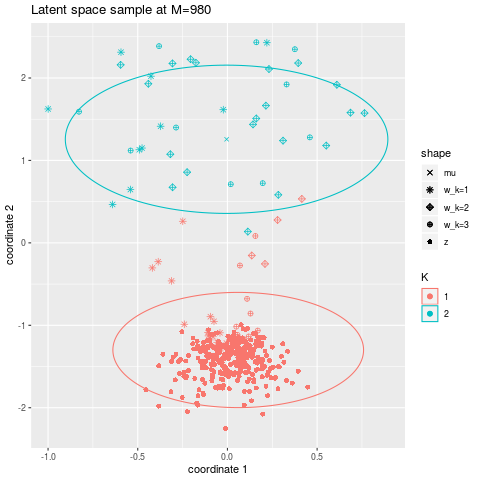 Latent space sample at M=980
coordinate 2
2
1
0
-1
-2
-1.0
-0.5
0.0
0.5
coordinate 1
shape
mu
w_k=1
w_k=2
w_k=3
z
K
1
2